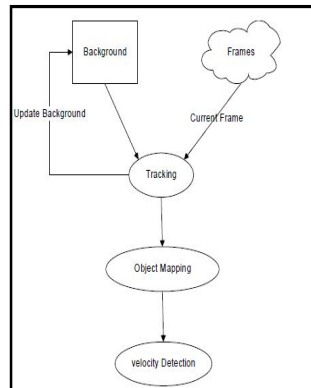 Background
Frames
Update Background
Current Frame
Tracking
Object Mapping
velocity Detection